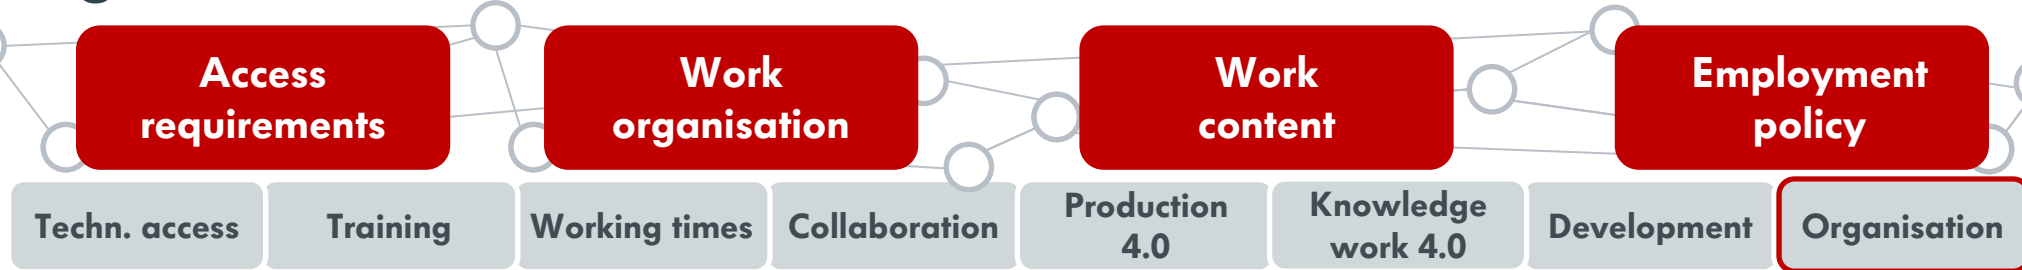 Access
requirements
Work
organisation
Work
content
Employment
policy
Techn. access
Training
Working times
Collaboration
Production
4.0
Knowledge
work 4.0
Development
Organisation